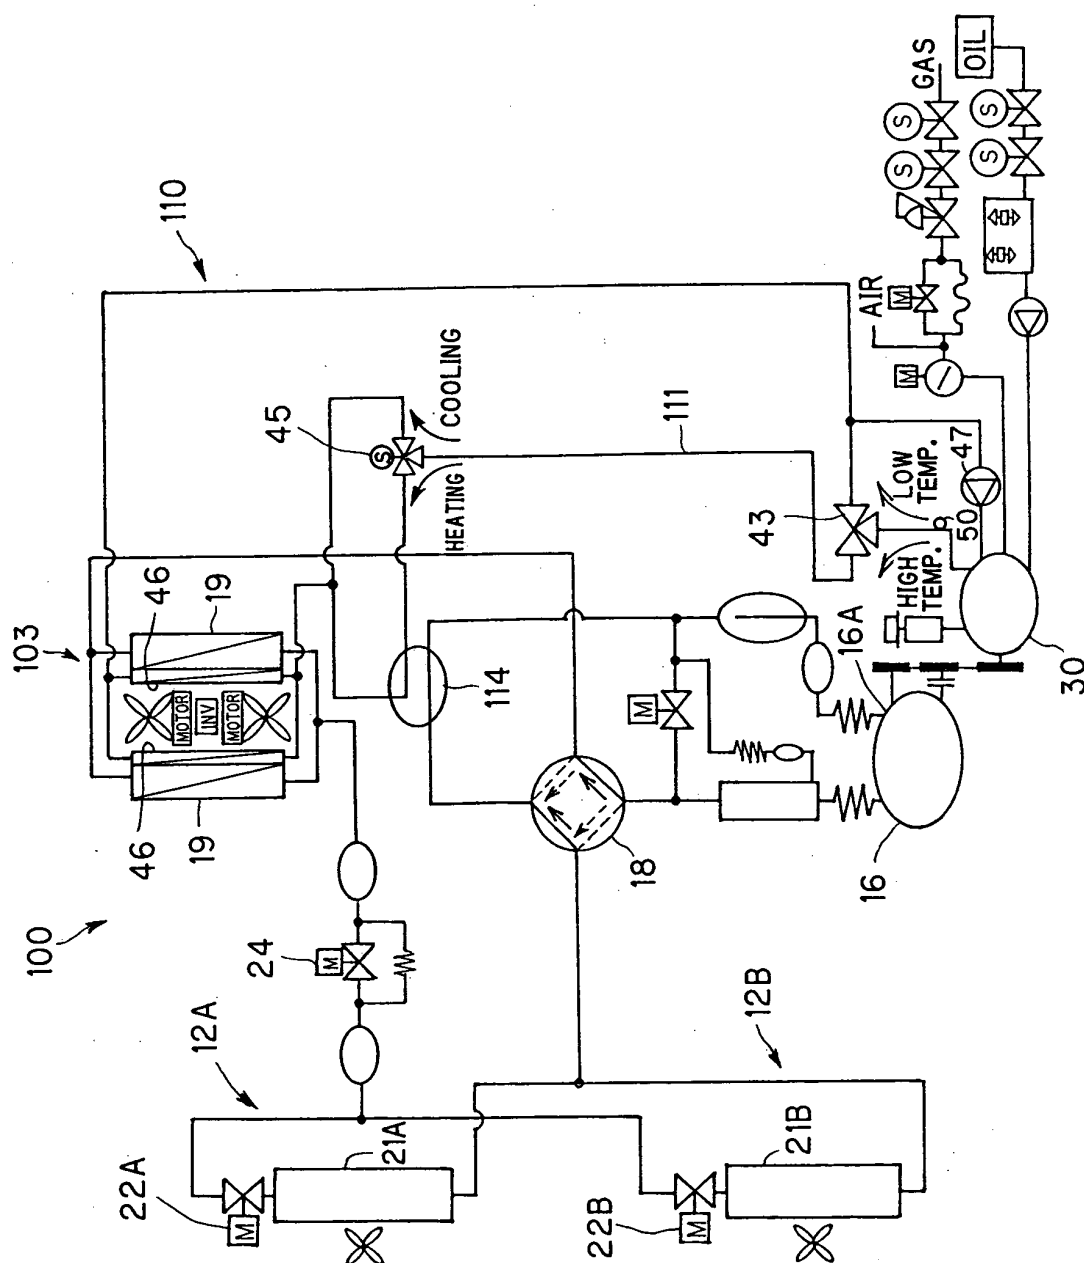 103
100
22A
46
46
110
MOTOR
INV
MOTOR
19
19
12A
M
24
45
M
S
21A
COOLING
HEATING
114
22B
M
18
111
M
12B
43
21B
16A
16
AIR
M
M
S
S
HIGH
TEMP.
LOW
TEMP.
GAS
50
47
OIL
S
S
30